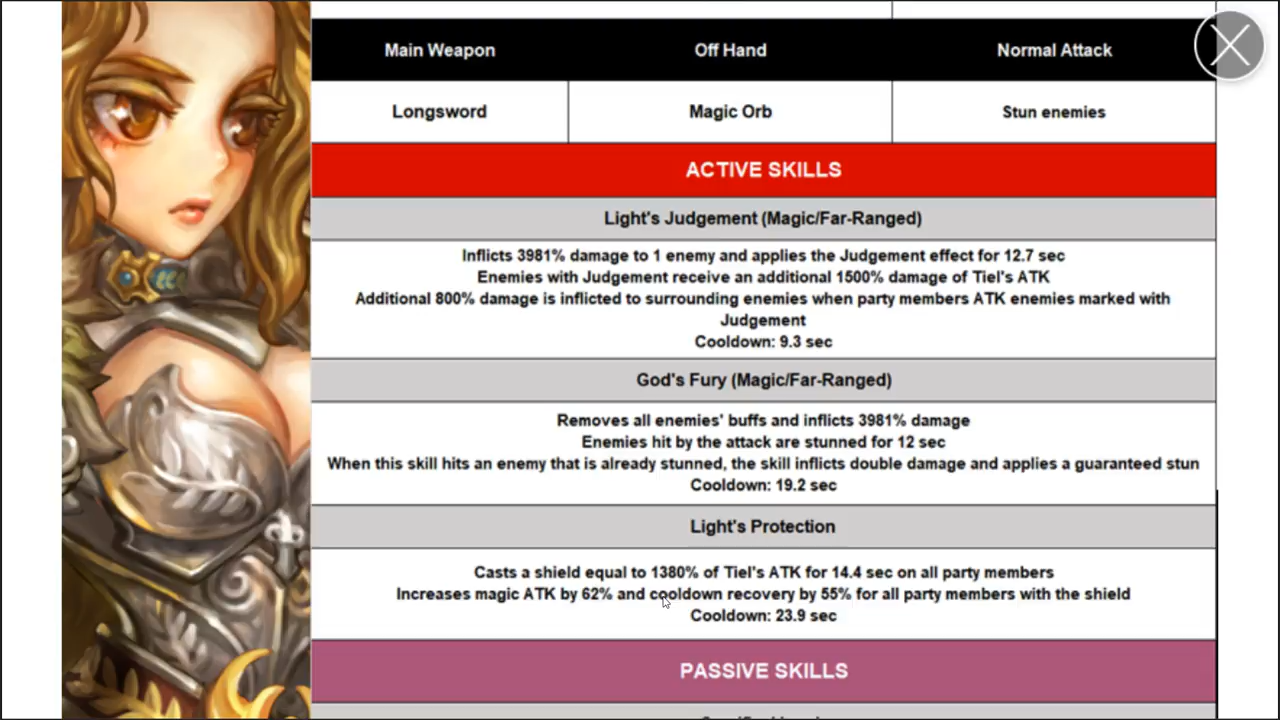 Main Weapon
Off Hand
Normal Attack
Longsword
Magic Orb
Stun enemies
ACTIVE SKILLS
Light's Judgement (Magic/Far-Ranged)
Inflicts 3981% damage to 1 enemy and applies the Judgement effect for 12.7 sec
Enemies with Judgement receive an additional 1500% damage of Tiel's ATK
Additional 800% damage is inflicted to surrounding enemies when party members ATK enemies marked with
Judgement
Cooldown: 9.3 sec
God's Fury (Magic/Far-Ranged)
Removes all enemies' buffs and inflicts 3981% damage
Enemies hit by the attack are stunned for 12 sec
When this skill hits an enemy that is already stunned, the skill inflicts double damage and applies a guaranteed stun
Cooldown: 19.2 sec
Light's Protection
Casts a shield equal to 1380% of Tiel's ATK for 14.4 sec on all party members
Increases magic ATK by 62% and cooldown recovery by 55% for all party members with the shield
Cooldown: 23.9 sec
PASSIVE SKILLS